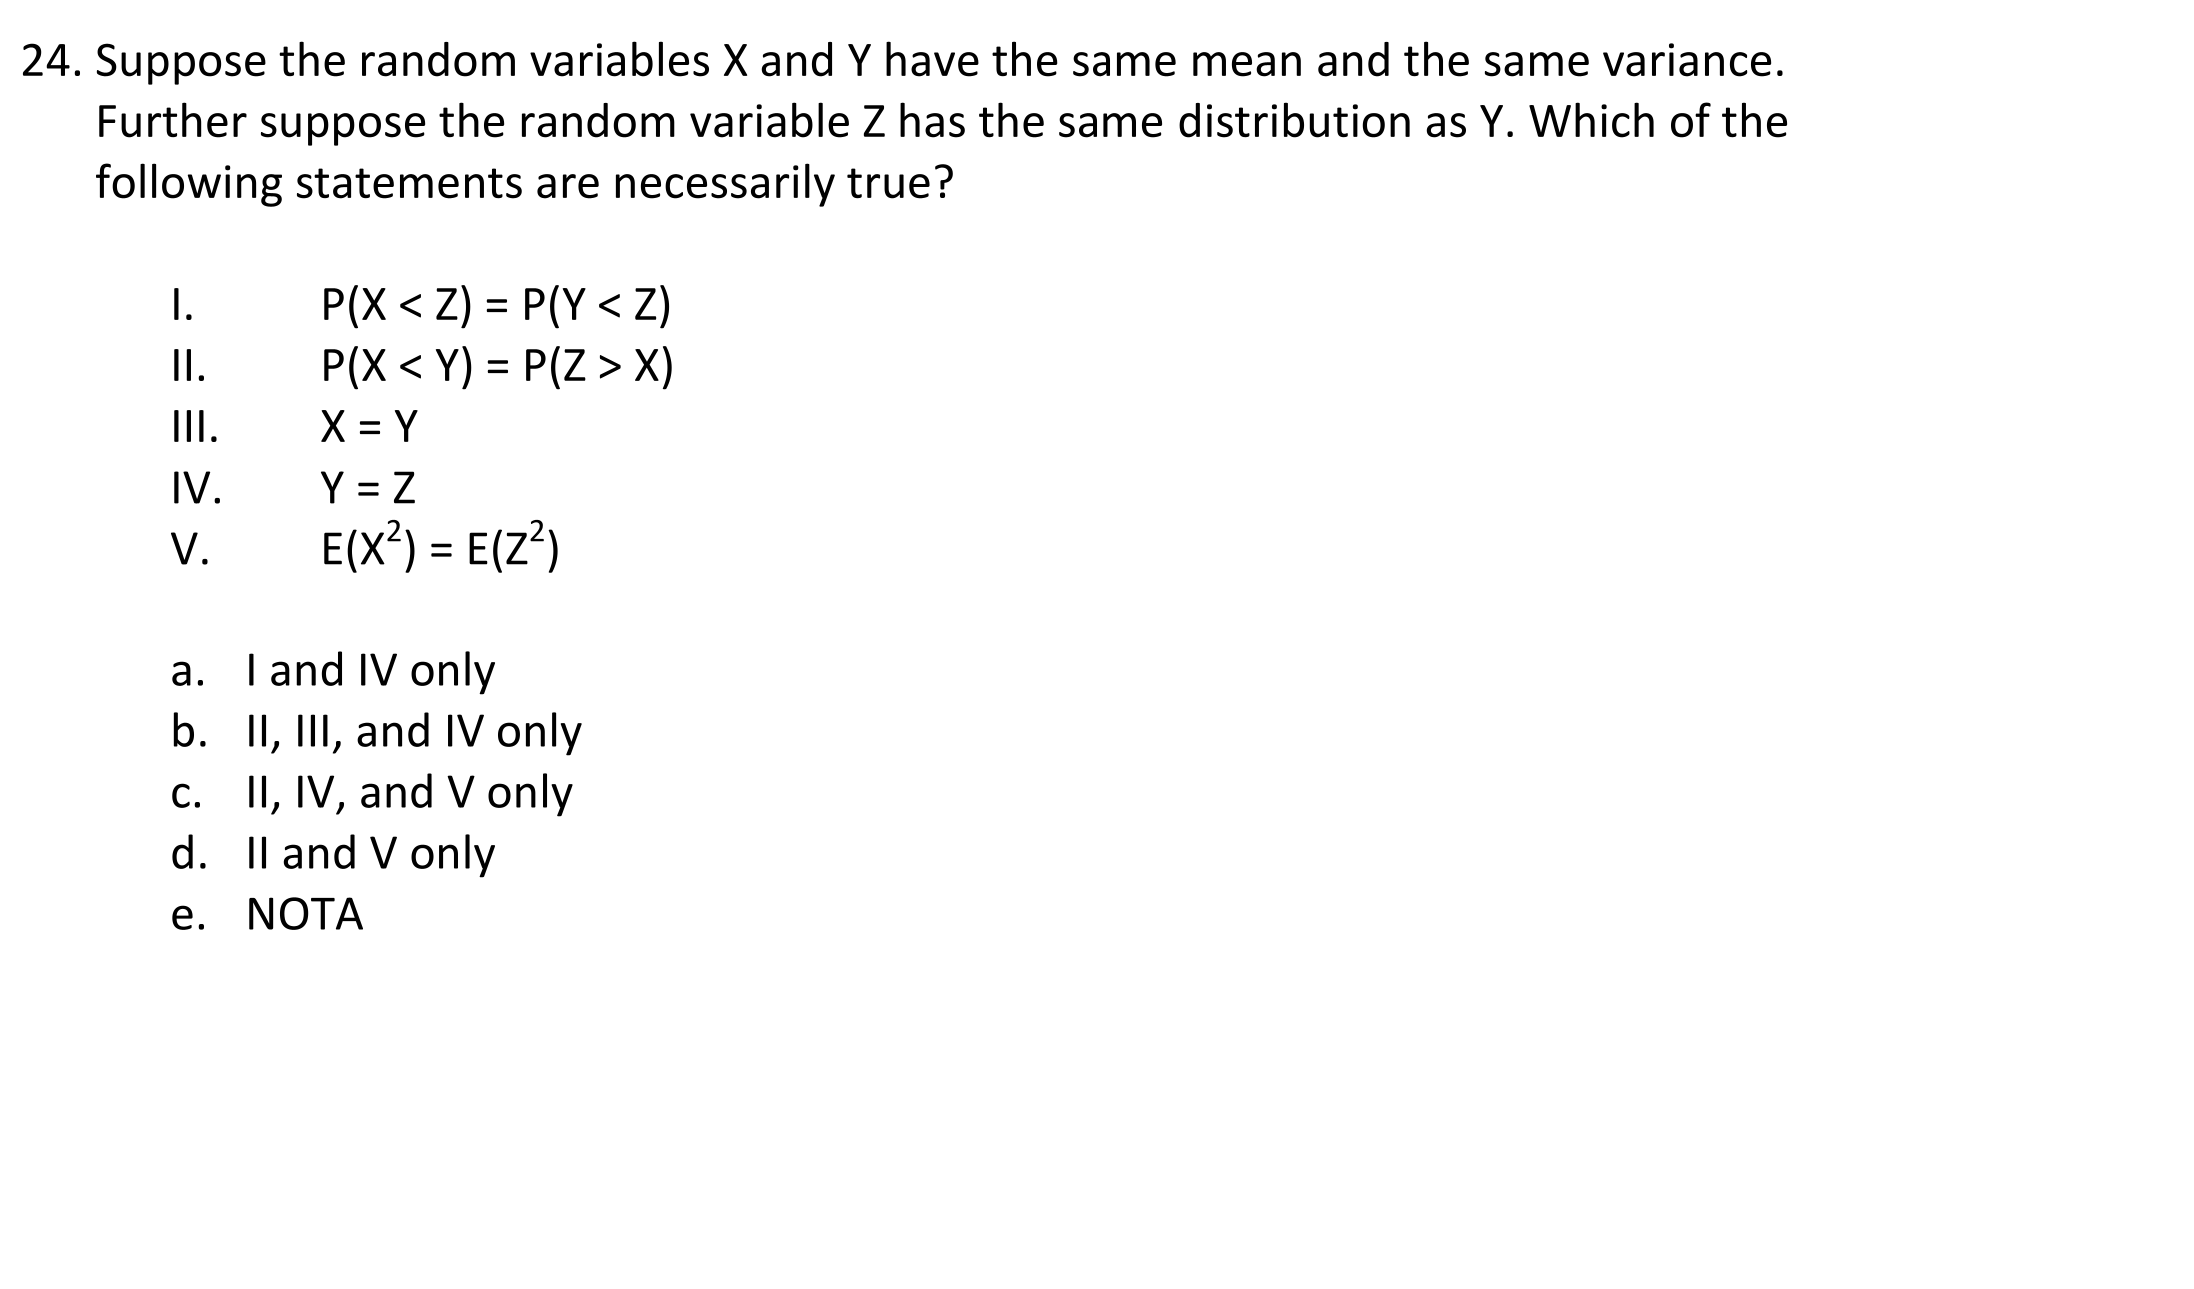 24. Suppose the random variables X and Y have the same mean and the same variance.
Further suppose the random variable Z has the same distribution as Y. Which of the
following statements are necessarily true?
I. P(X < Z) = P(Y < Z)
II. P(X < Y) = P(Z > X)
III. X = Y
IV. Y = Z
V. E(X²) = E(Z²)
a. I and IV only
b. II, III, and IV only
c. II, IV, and V only
d. II and V only
e. NOTA